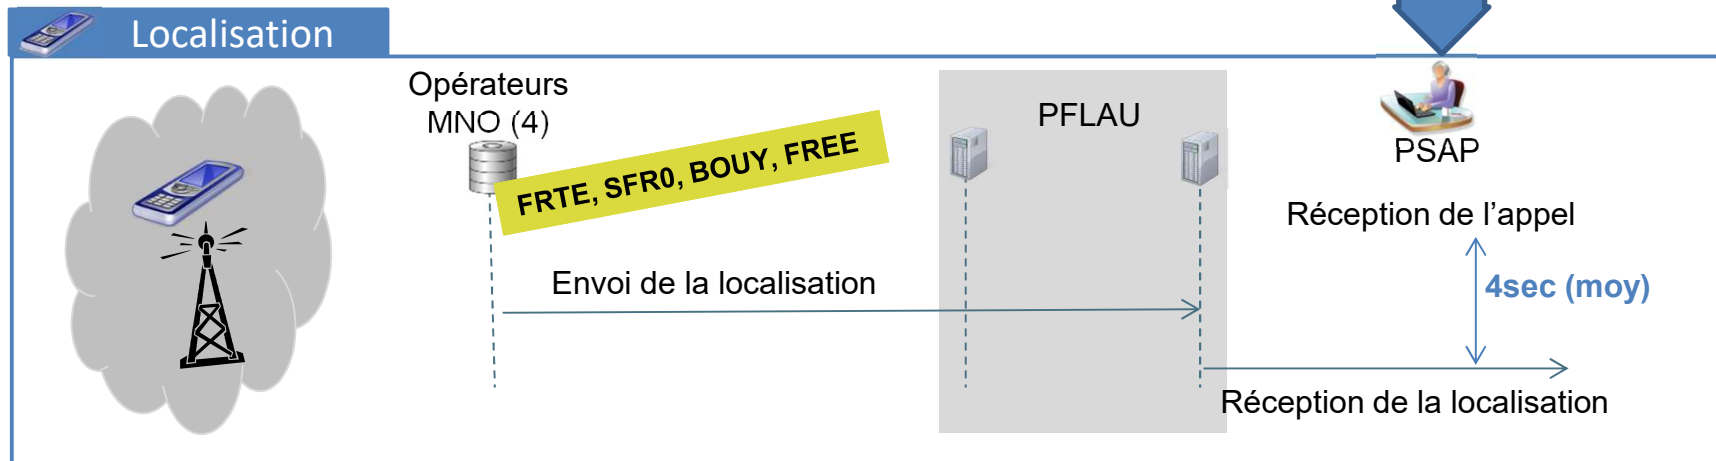 Localisation
Opérateurs
MNO (4)
FRTE, SFR0, BOUY, FREE
PFLAU
PSAP
Réception de l’appel
Envoi de la localisation
4sec (moy)
Réception de la localisation